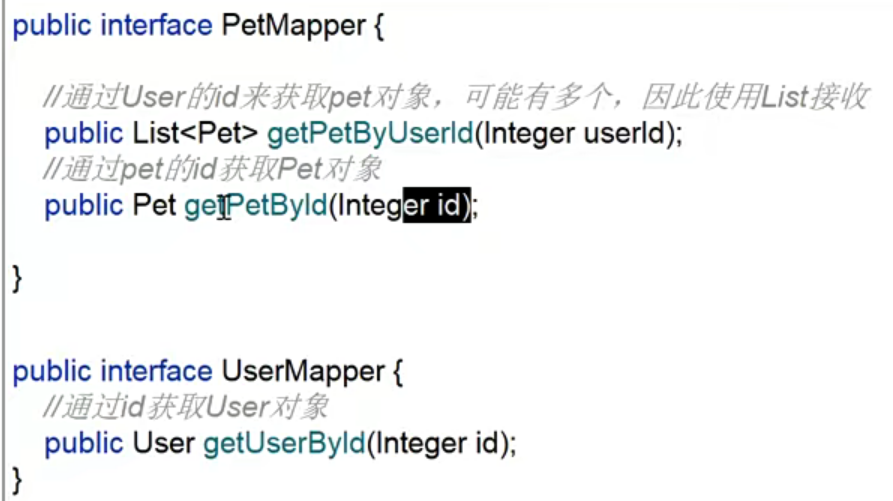 public interface PetMapper {
//通过User的id来获取pet对象，可能有多个，因此使用List接收
public List<Pet> getPetByUserId(Integer userId);
//通过pet的id获取Pet对象
public Pet getPetById(Integer id);
}
public interface UserMapper {
//通过id获取User对象
public User getUserById(Integer id);
}